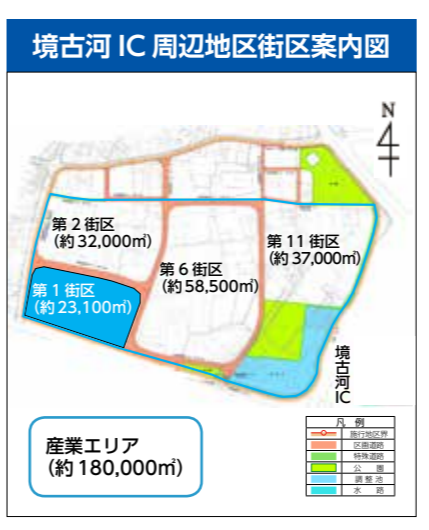 境古河 IC 周辺地区街区案内図
N
第 2 街区
(約 32,000㎡)
第 6 街区
(約 58,500㎡)
第 11 街区
(約 37,000㎡)
第 1 街区
(約 23,100㎡)
境古河IC
産業エリア
(約 180,000㎡)
凡 例
施行地区界
区画道路
特殊道路
公 園
調 整 池
水 路